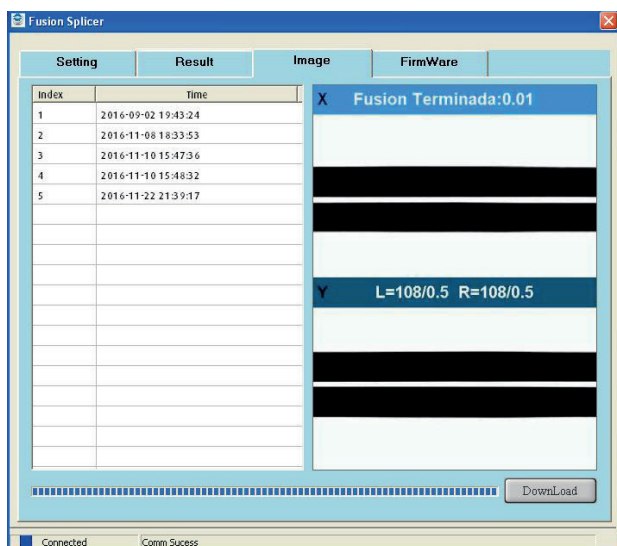 Fusion Splicer
Setting Result Image FirmWare
Index Time
1 2016-09-02 19:43:24
2 2016-11-08 18:33:53
3 2016-11-10 15:47:36
4 2016-11-10 15:48:32
5 2016-11-22 21:39:17
X Fusion Terminada:0.01
Y L=108/0.5 R=108/0.5
DownLoad
Connected Comm Sucess